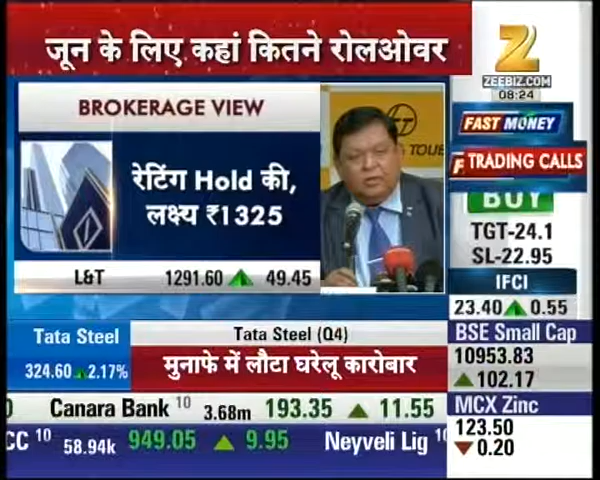 जून के लिए कहां कितने रोलओवर
ZEEBIZ.COM
08:24
BROKERAGE VIEW
रेटिंग Hold की,
लक्ष्य ₹1325
L&T 1291.60 49.45
FAST MONEY
TRADING CALLS
BUY
TGT-24.1
SL-22.95
IFCI
23.40 0.55
Tata Steel
324.60 2.17%
Tata Steel (Q4)
मुनाफे में लौटा घरेलू कारोबार
BSE Small Cap
10953.83
102.17
Canara Bank 10 3.68m 193.35 11.55
CC 10 58.94k 949.05 9.95 Neyveli Lig
MCX Zinc
123.50
0.20